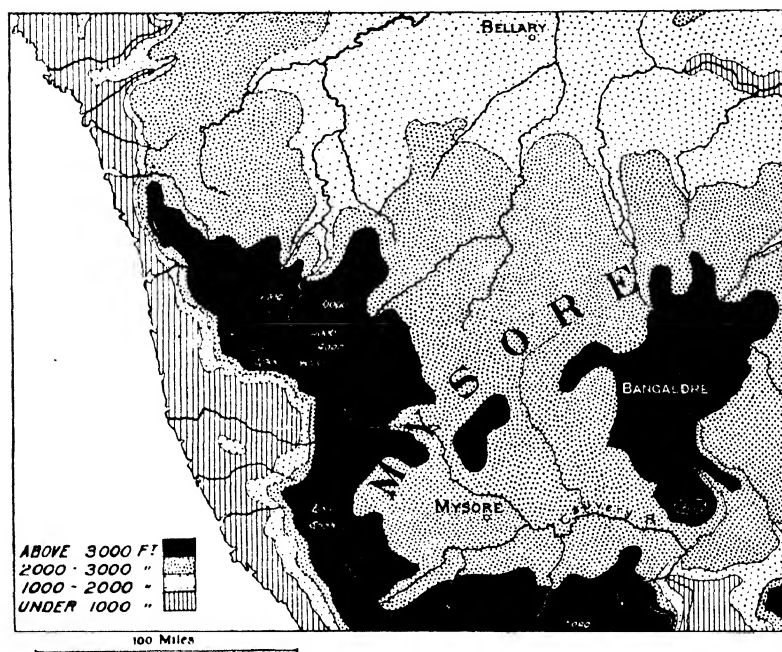 BELLARY
MYSORE
BANGALORE
MYSORE
R.
ABOVE 3000 FT
2000 - 3000 "
1000 - 2000 "
UNDER 1000 "
100 Miles